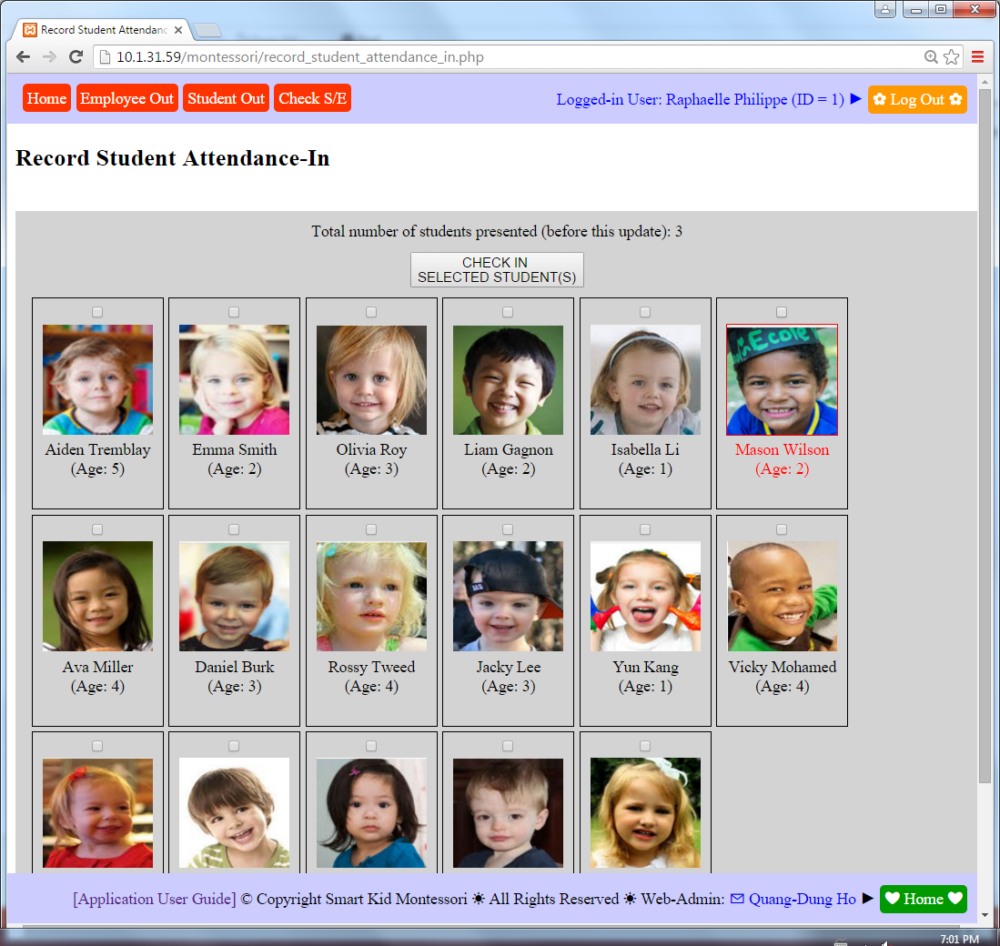 Record Student Attendanc
10.1.31.59/montessori/record_student_attendance_in.php
Home Employee Out Student Out Check S/E Logged-in User: Raphaelle Philippe (ID = 1) ► ✿ Log Out ✿
Record Student Attendance-In
Total number of students presented (before this update): 3
CHECK IN
SELECTED STUDENT(S)
École
Aiden Tremblay Emma Smith Olivia Roy Liam Gagnon Isabella Li Mason Wilson
(Age: 5) (Age: 2) (Age: 3) (Age: 2) (Age: 1) (Age: 2)
Ava Miller Daniel Burk Rossy Tweed Jacky Lee Yun Kang Vicky Mohamed
(Age: 4) (Age: 3) (Age: 4) (Age: 3) (Age: 1) (Age: 4)
[Application User Guide] © Copyright Smart Kid Montessori ☀ All Rights Reserved ☀ Web-Admin: 🖂 Quang-Dung Ho ► ♥ Home ♥
7:01 PM